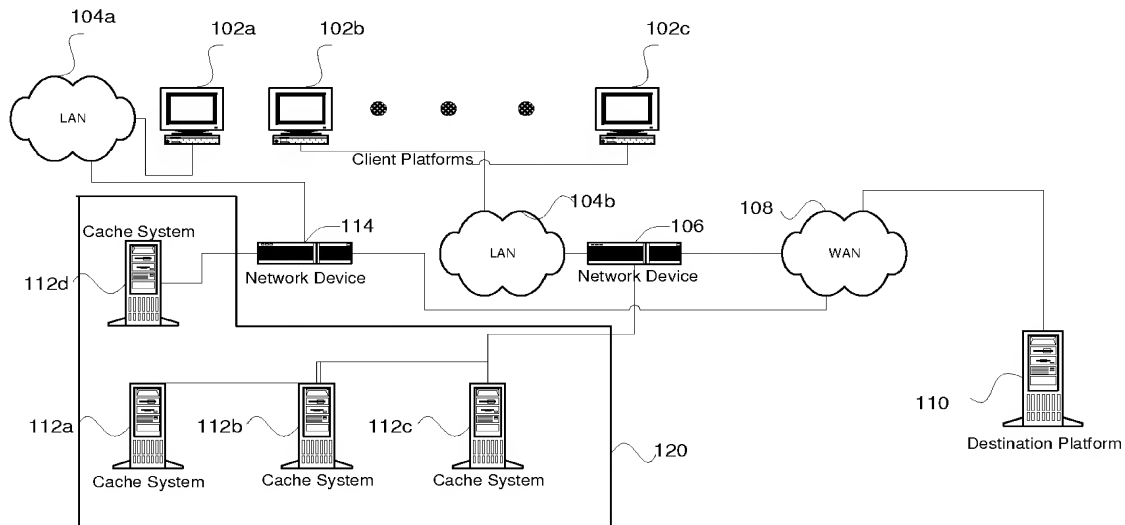 104a
102a
102b
102c
LAN
Client Platforms
104b
108
114
106
Cache System
LAN
WAN
Network Device
Network Device
112d
110
112a
112b
112c
120
Destination Platform
Cache System
Cache System
Cache System